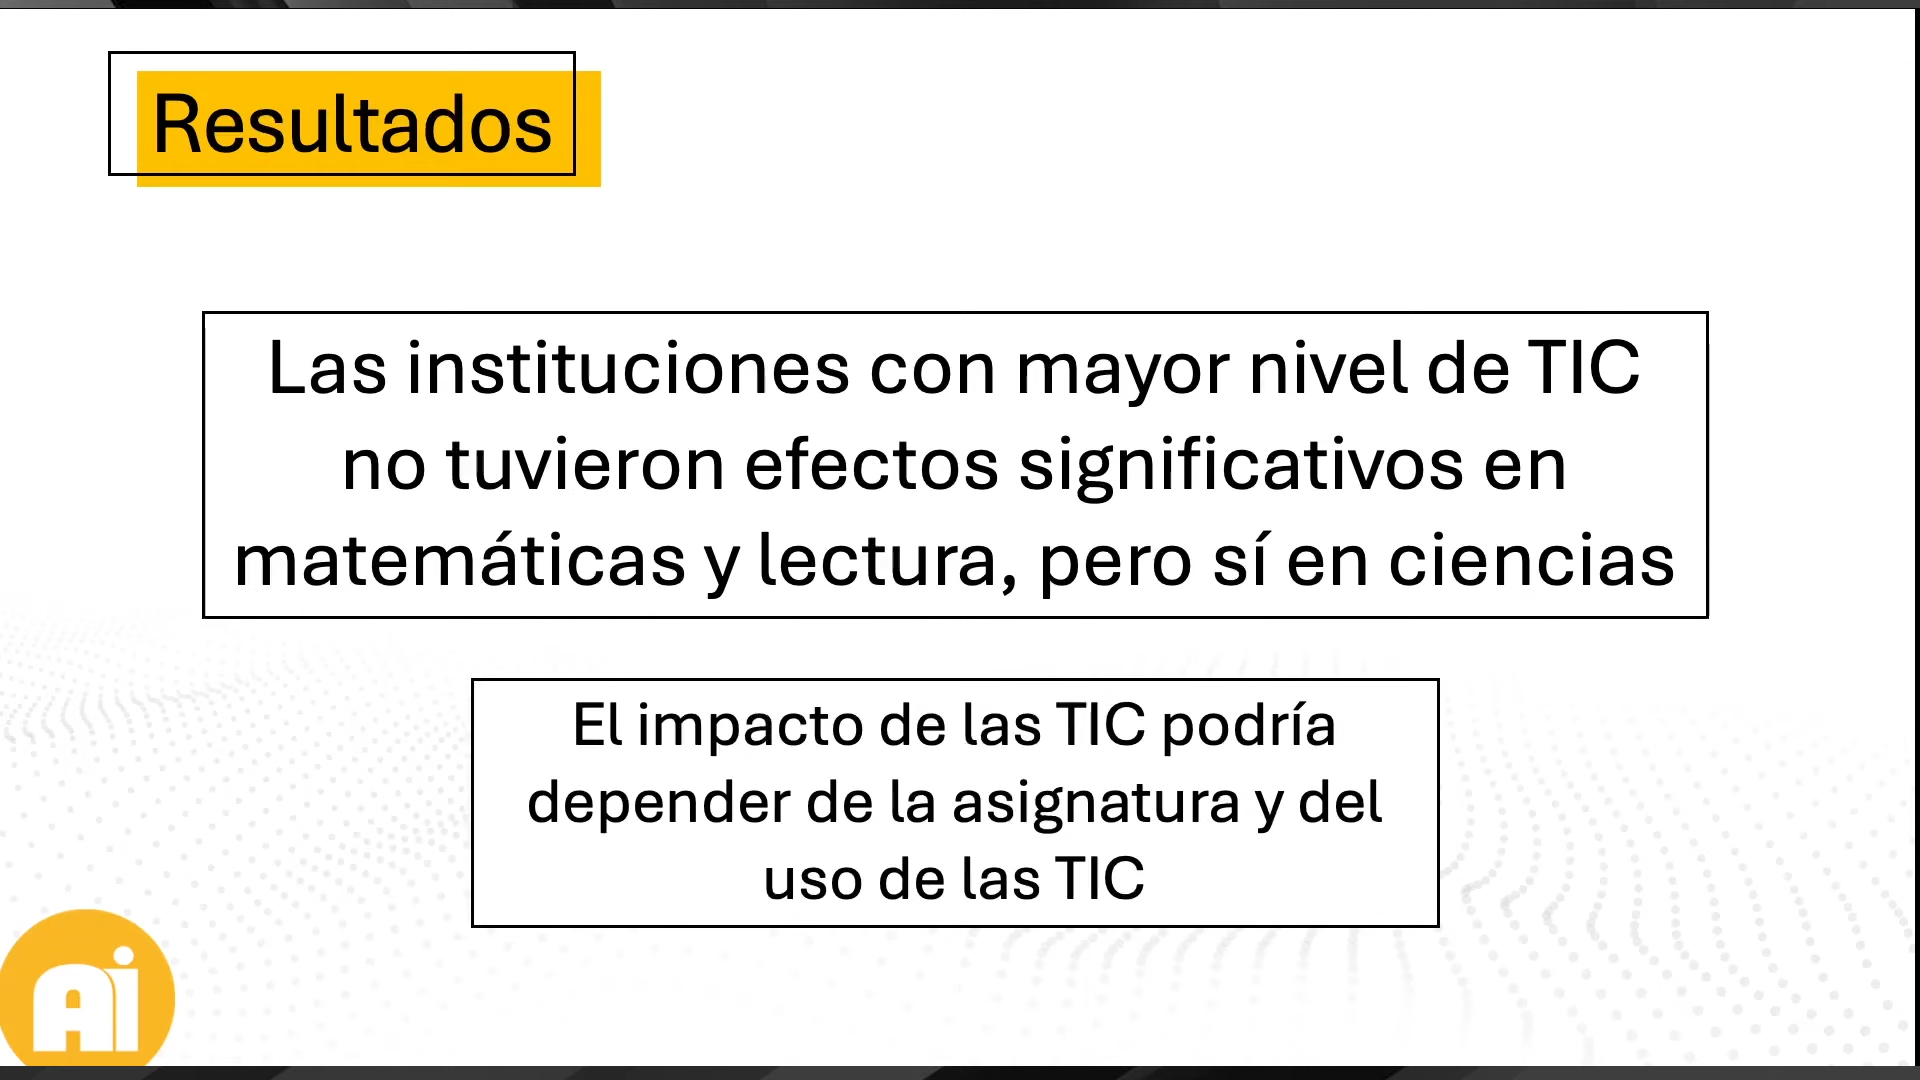 Resultados
Las instituciones con mayor nivel de TIC
no tuvieron efectos significativos en
matemáticas y lectura, pero sí en ciencias
El impacto de las TIC podría
depender de la asignatura y del
uso de las TIC
Ai